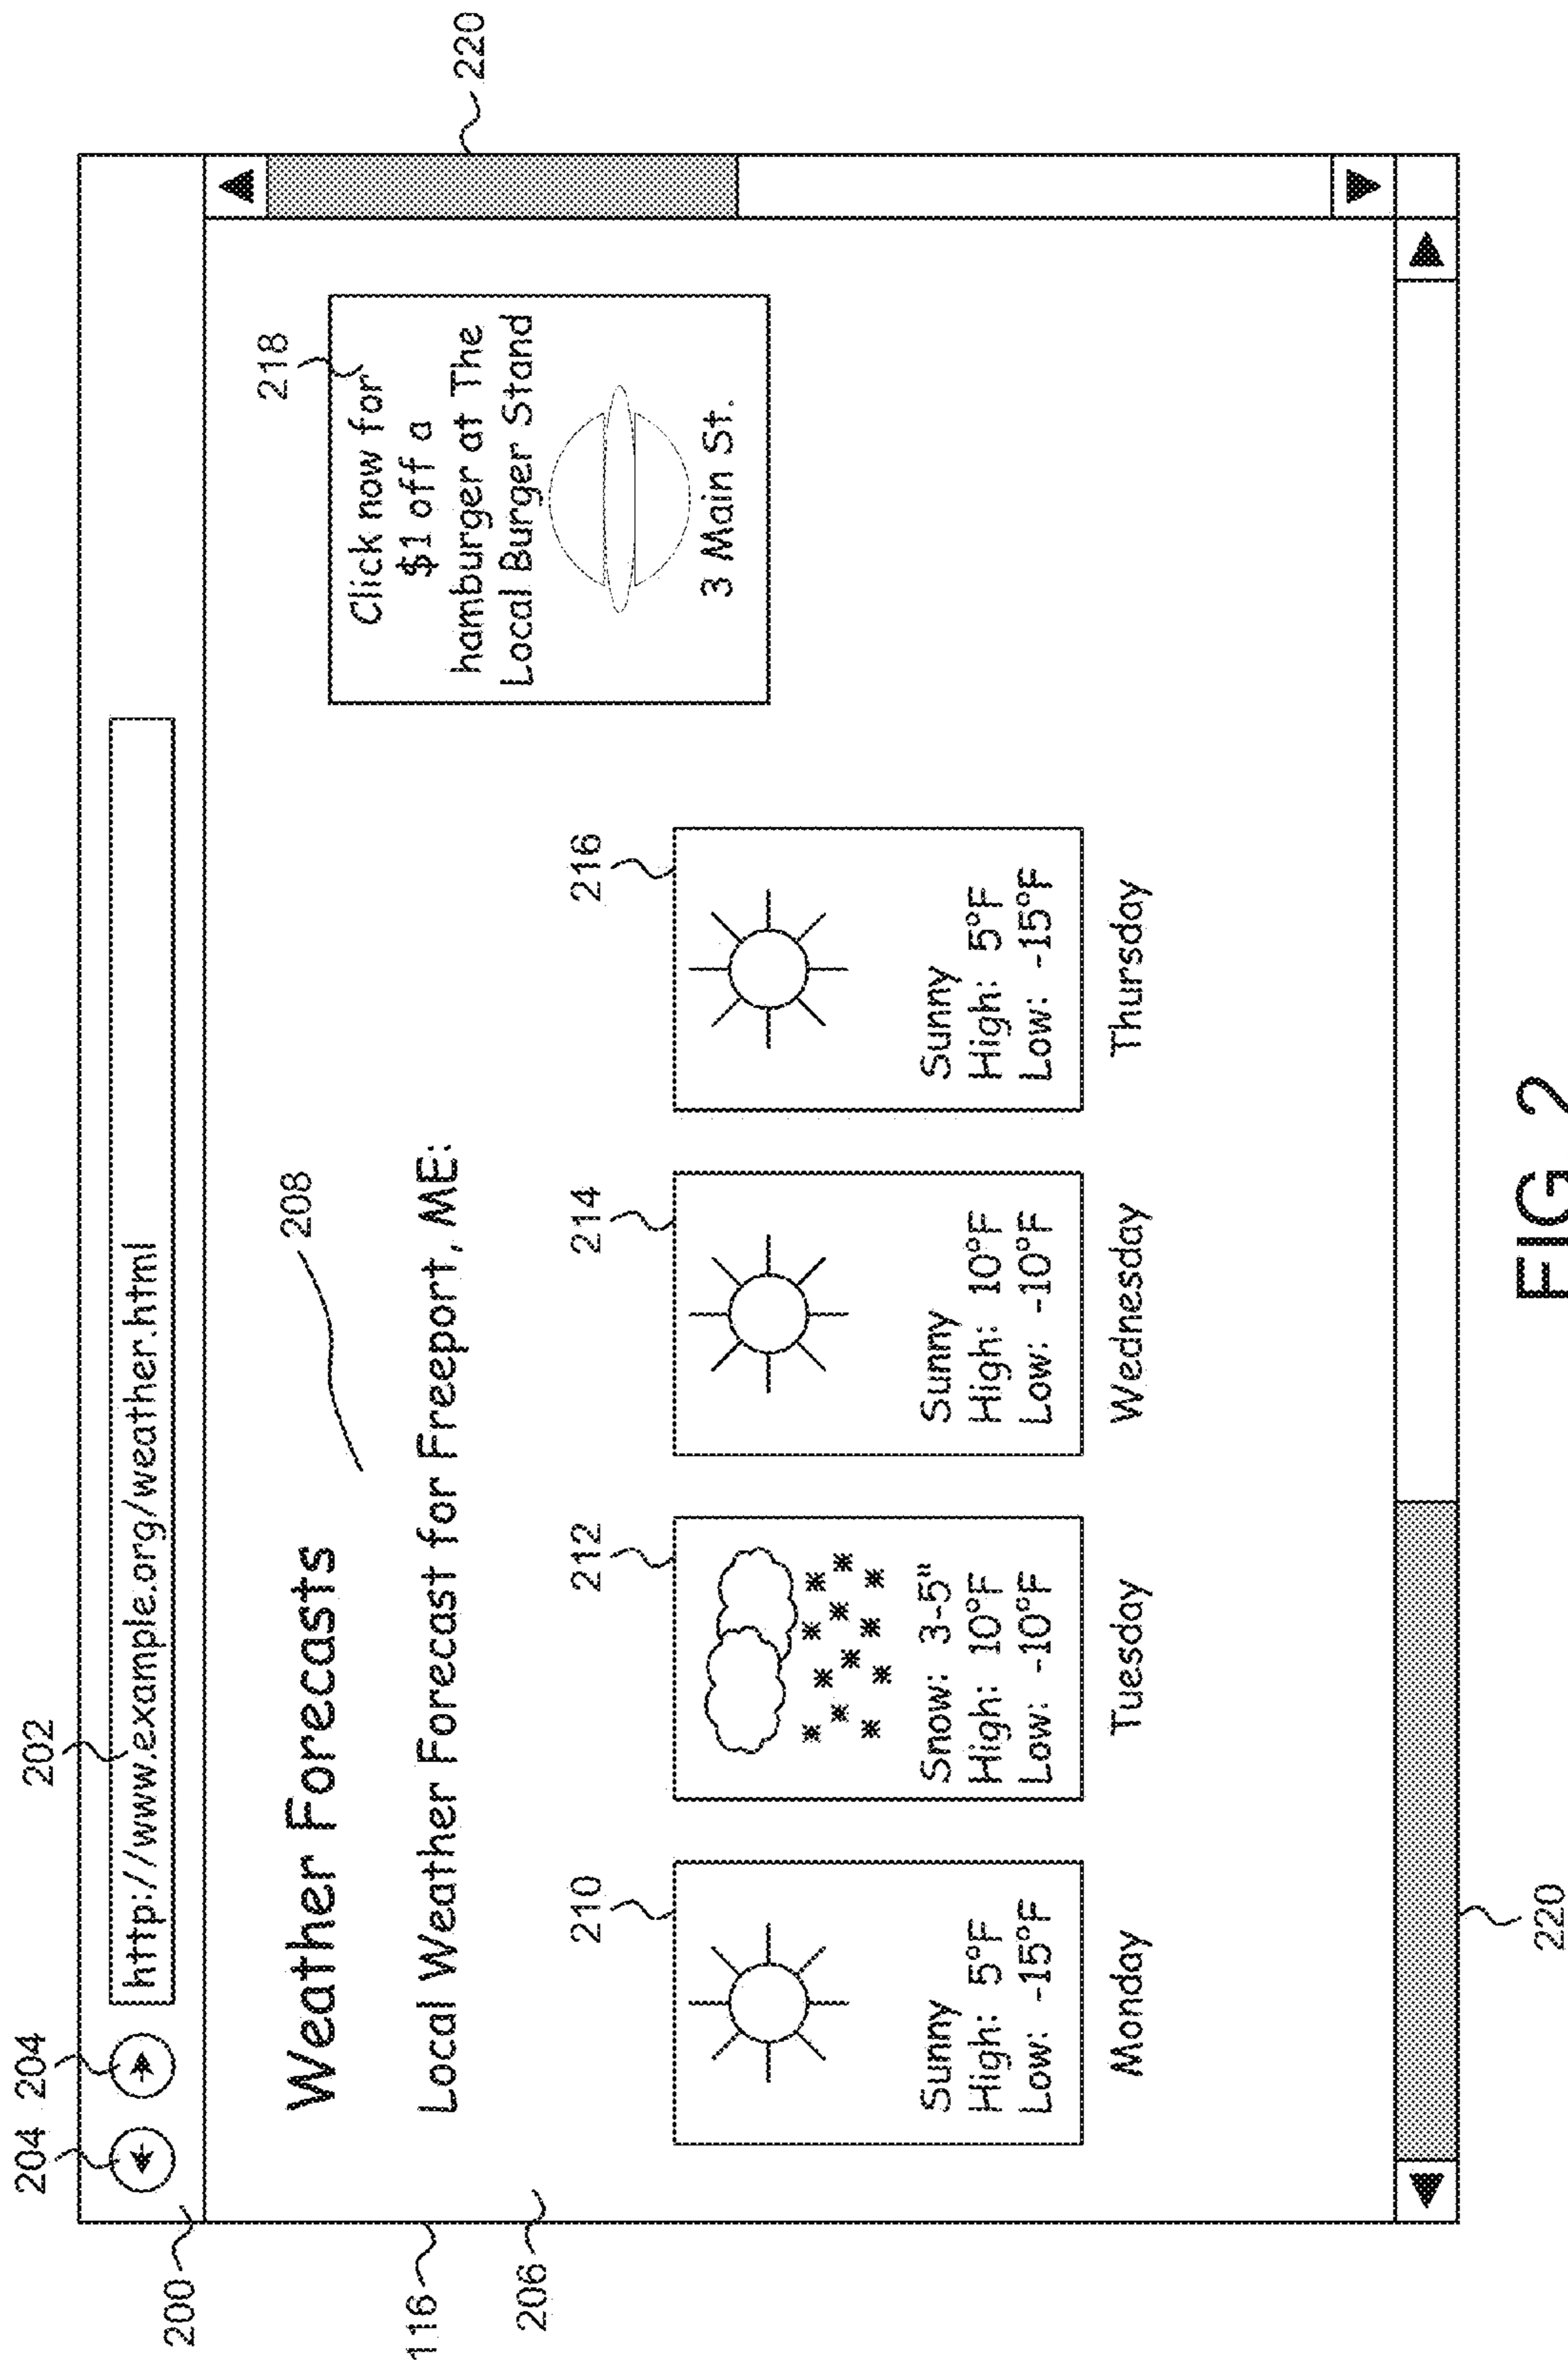 204 204
202
http://www.example.org/weather.html
200
116
206
220
Weather Forecasts
208
Local Weather Forecast for Freeport, ME:
218
Click now for
$1 off a
hamburger at The
Local Burger Stand
3 Main St.
210
Sunny
High: 5°F
Low: -15°F
Monday
212
Snow: 3-5"
High: 10°F
Low: -10°F
Tuesday
214
Sunny
High: 10°F
Low: -10°F
Wednesday
216
Sunny
High: 5°F
Low: -15°F
Thursday
220
FIG. 2